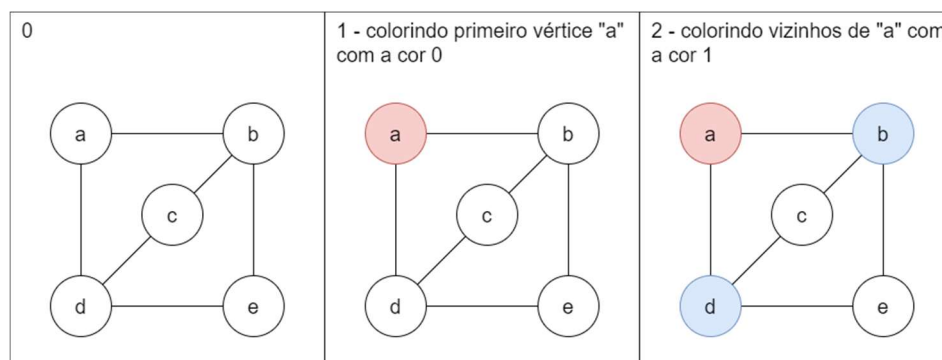 0
1 - colorindo primeiro vértice "a"
com a cor 0
2 - colorindo vizinhos de "a" com
a cor 1
a
b
c
d
e
a
b
c
d
e
a
b
c
d
e